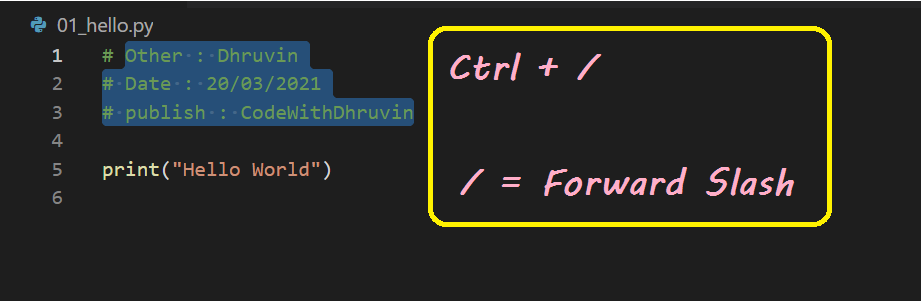 01_hello.py
1 # Other : Dhruvin
2 # Date : 20/03/2021
3 # publish : CodeWithDhruvin
4
5 print("Hello World")
6
Ctrl + /
/ = Forward Slash